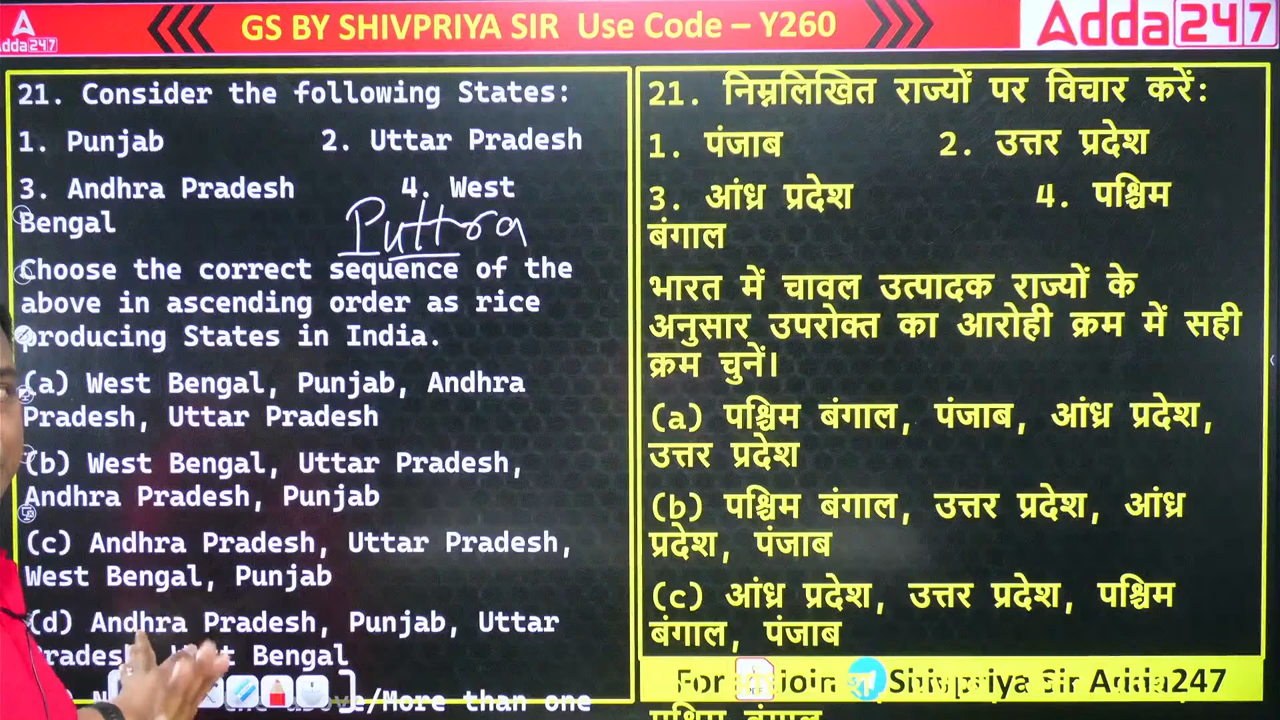 GS BY SHIVPRIYA SIR Use Code – Y260
Adda247
Adda247
21. Consider the following States:
1. Punjab 2. Uttar Pradesh
3. Andhra Pradesh 4. West
Bengal
Puttra
Choose the correct sequence of the
above in ascending order as rice
producing States in India.
(a) West Bengal, Punjab, Andhra
Pradesh, Uttar Pradesh
(b) West Bengal, Uttar Pradesh,
Andhra Pradesh, Punjab
(c) Andhra Pradesh, Uttar Pradesh,
West Bengal, Punjab
(d) Andhra Pradesh, Punjab, Uttar
Bengal
/More than one
21. निम्नलिखित राज्यों पर विचार करें:
1. पंजाब 2. उत्तर प्रदेश
3. आंध्र प्रदेश 4. पश्चिम
बंगाल
भारत में चावल उत्पादक राज्यों के
अनुसार उपरोक्त का आरोही क्रम में सही
क्रम चुनें।
(a) पश्चिम बंगाल, पंजाब, आंध्र प्रदेश,
उत्तर प्रदेश
(b) पश्चिम बंगाल, उत्तर प्रदेश, आंध्र
प्रदेश, पंजाब
(c) आंध्र प्रदेश, उत्तर प्रदेश, पश्चिम
बंगाल, पंजाब
For join Shivpriya Sir Adda247